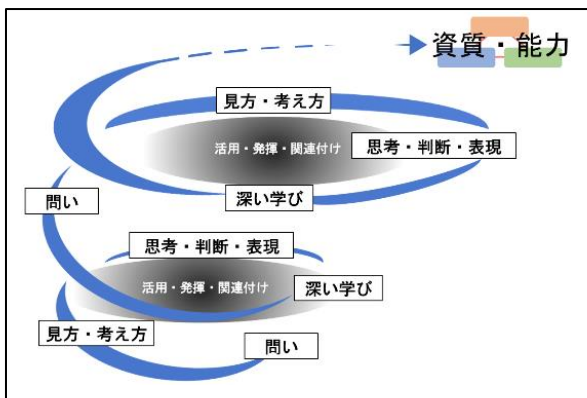 資質・能力
見方・考え方
活用・発揮・関連付け
思考・判断・表現
問い
深い学び
思考・判断・表現
活用・発揮・関連付け
深い学び
見方・考え方
問い